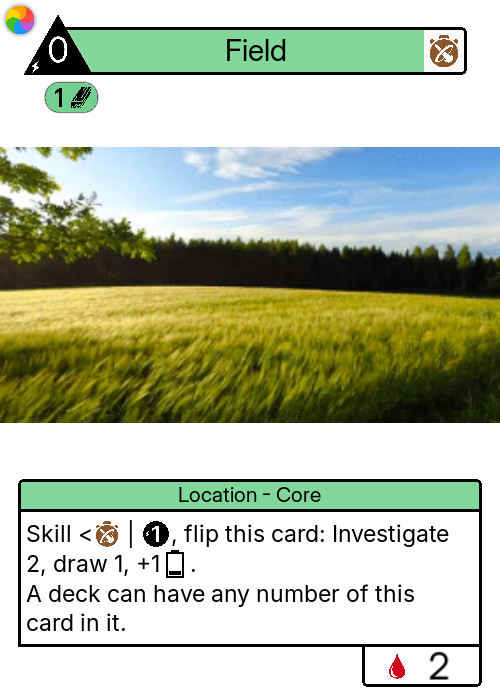 0
Field
1
Location - Core
Skill < | 1, flip this card: Investigate
2, draw 1, +1 .
A deck can have any number of this
card in it.
2